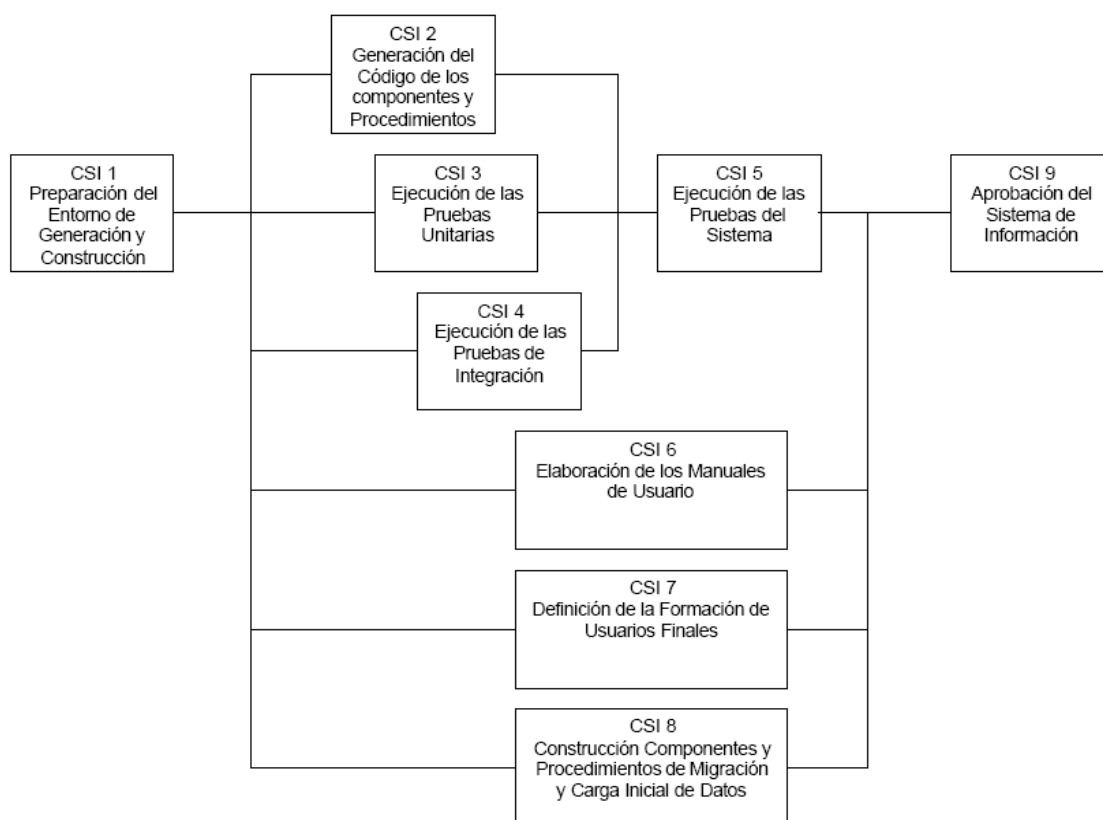 CSI 1
Preparación del
Entorno de
Generación y
Construcción
CSI 2
Generación del
Código de los
componentes y
Procedimientos
CSI 3
Ejecución de las
Pruebas
Unitarias
CSI 4
Ejecución de las
Pruebas de
Integración
CSI 5
Ejecución de las
Pruebas del
Sistema
CSI 6
Elaboración de los Manuales
de Usuario
CSI 7
Definición de la Formación de
Usuarios Finales
CSI 8
Construcción Componentes y
Procedimientos de Migración
y Carga Inicial de Datos
CSI 9
Aprobación del
Sistema de
Información